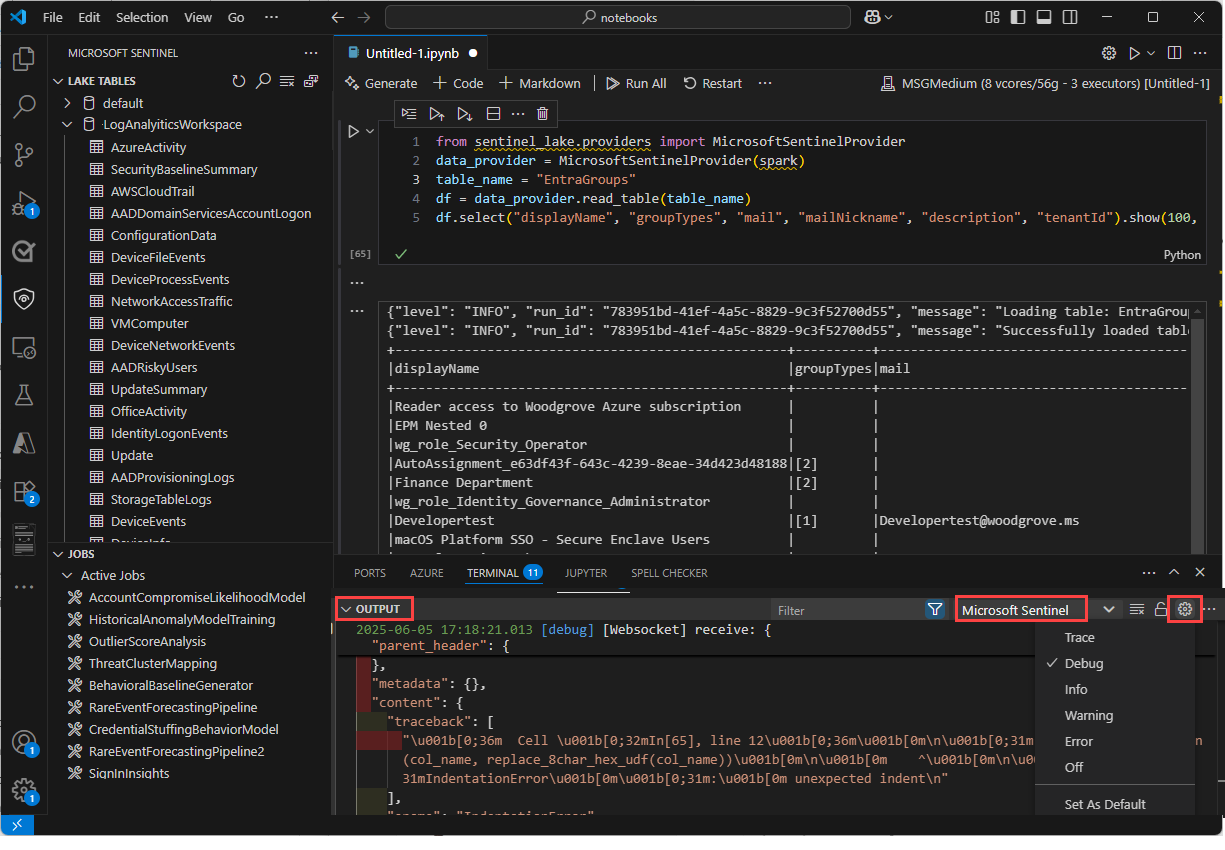 File Edit Selection View Go ··· notebooks
MICROSOFT SENTINEL ···
LAKE TABLES
default
LogAnalyiticsWorkspace
AzureActivity
SecurityBaselineSummary
AWSCloudTrail
AADDomainServicesAccountLogon
ConfigurationData
DeviceFileEvents
DeviceProcessEvents
NetworkAccessTraffic
VMComputer
DeviceNetworkEvents
AADRiskyUsers
UpdateSummary
OfficeActivity
IdentityLogonEvents
Update
AADProvisioningLogs
StorageTableLogs
DeviceEvents
DeviceInfo
JOBS
Active Jobs
AccountCompromiseLikelihoodModel
HistoricalAnomalyModelTraining
OutlierScoreAnalysis
ThreatClusterMapping
BehavioralBaselineGenerator
RareEventForecastingPipeline
CredentialStuffingBehaviorModel
RareEventForecastingPipeline2
SignInInsights
1
2
1
1
Untitled-1.ipynb
Generate Code Markdown Run All Restart ··· MSGMedium (8 vcores/56g - 3 executors) [Untitled-1]
1 from sentinel_lake.providers import MicrosoftSentinelProvider
2 data_provider = MicrosoftSentinelProvider(spark)
3 table_name = "EntraGroups"
4 df = data_provider.read_table(table_name)
5 df.select("displayName", "groupTypes", "mail", "mailNickname", "description", "tenantId").show(100,
[65] Python
{"level": "INFO", "run_id": "783951bd-41ef-4a5c-8829-9c3f52700d55", "message": "Loading table: EntraGrou
{"level": "INFO", "run_id": "783951bd-41ef-4a5c-8829-9c3f52700d55", "message": "Successfully loaded tabl
|displayName |groupTypes|mail
|Reader access to Woodgrove Azure subscription | |
|EPM Nested 0 | |
|wg_role_Security_Operator | |
|AutoAssignment_e63df43f-643c-4239-8eae-34d423d48188|[2] |
|Finance Department |[2] |
|wg_role_Identity_Governance_Administrator | |
|Developertest |[1] |Developertest@woodgrove.ms
|macOS Platform SSO - Secure Enclave Users | |
PORTS AZURE TERMINAL 11 JUPYTER SPELL CHECKER
OUTPUT Filter Microsoft Sentinel
2025-06-05 17:18:21.013 [debug] [Websocket] receive: {
"parent_header": {
},
"metadata": {},
"content": {
"traceback": [
"\u001b[0;36m Cell \u001b[0;32mIn[65], line 12\u001b[0;36m\u001b[0m\n\u001b[0;31m n
(col_name, replace_8char_hex_udf(col_name))\u001b[0m\n\u001b[0m ^\u001b[0m\n\u0
31mIndentationError\u001b[0m\u001b[0;31m:\u001b[0m unexpected indent\n"
],
Trace
Debug
Info
Warning
Error
Off
Set As Default